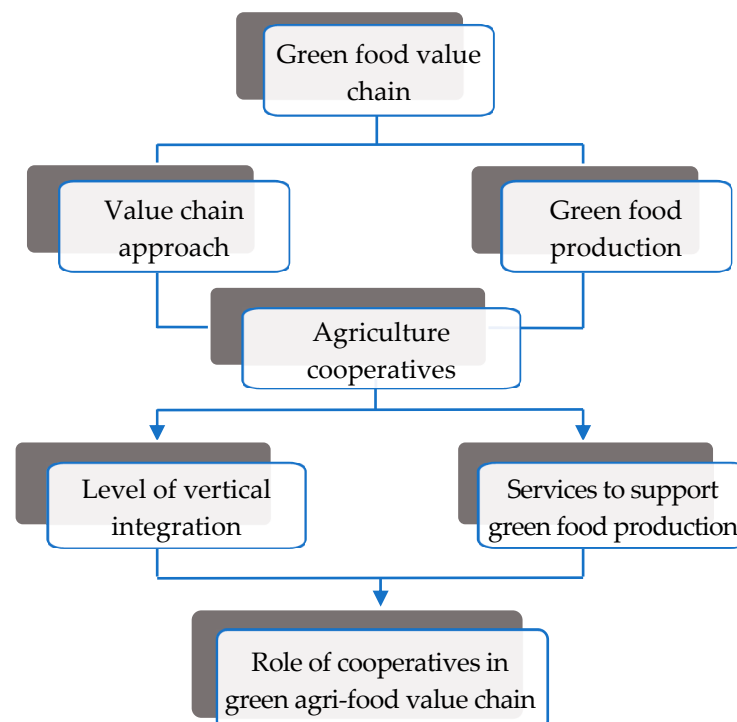 Green food value
chain
Value chain
approach
Green food
production
Agriculture
cooperatives
Level of vertical
integration
Services to support
green food production
Role of cooperatives in
green agri-food value chain